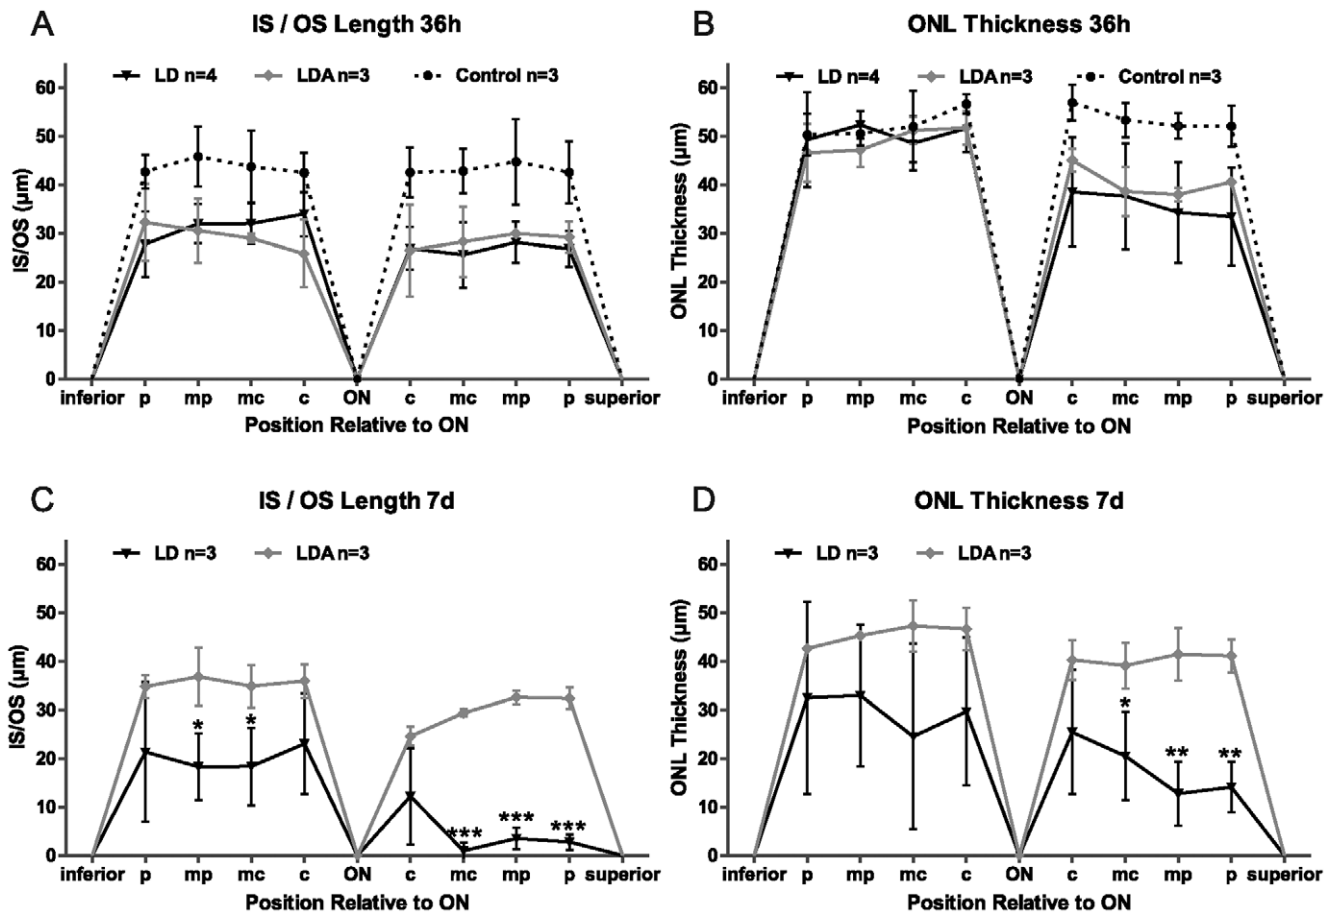 A
IS / OS Length 36h
LD n=4 LDA n=3 Control n=3
60
50
40
30
20
10
0
IS/OS (µm)
inferior p mp mc c ON c mc mp p superior
Position Relative to ON
B
ONL Thickness 36h
LD n=4 LDA n=3 Control n=3
60
50
40
30
20
10
0
ONL Thickness (µm)
inferior p mp mc c ON c mc mp p superior
Position Relative to ON
C
IS / OS Length 7d
LD n=3 LDA n=3
60
50
40
30
20
10
0
IS/OS (µm)
* * *** *** ***
inferior p mp mc c ON c mc mp p superior
Position Relative to ON
D
ONL Thickness 7d
LD n=3 LDA n=3
60
50
40
30
20
10
0
ONL Thickness (µm)
* ** **
inferior p mp mc c ON c mc mp p superior
Position Relative to ON